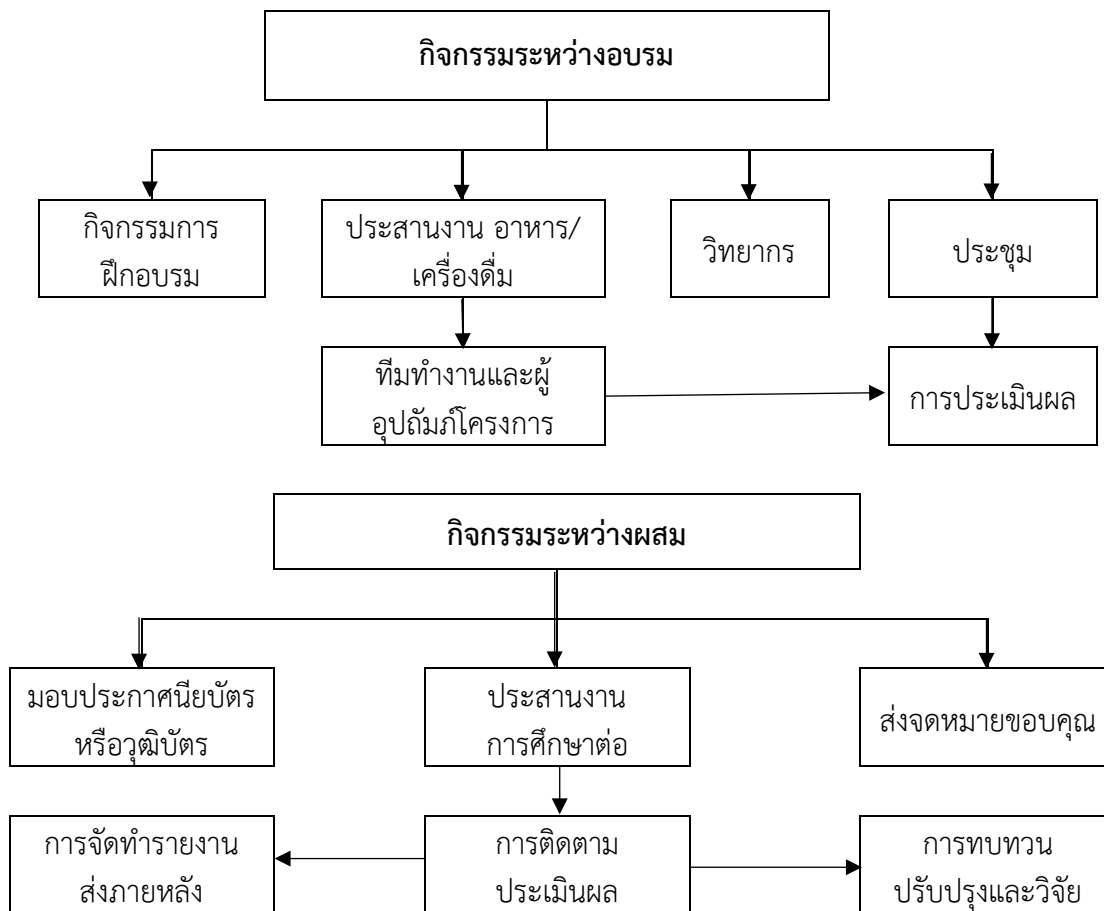 กิจกรรมระหว่างอบรม
กิจกรรมการ
ฝึกอบรม
ประสานงาน อาหาร/
เครื่องดื่ม
วิทยากร
ประชุม
ทีมทำงานและผู้
อุปถัมภ์โครงการ
การประเมินผล
กิจกรรมระหว่างผสม
มอบประกาศนียบัตร
หรือวุฒิบัตร
ประสานงาน
การศึกษาต่อ
ส่งจดหมายขอบคุณ
การจัดทำรายงาน
ส่งภายหลัง
การติดตาม
ประเมินผล
การทบทวน
ปรับปรุงและวิจัย